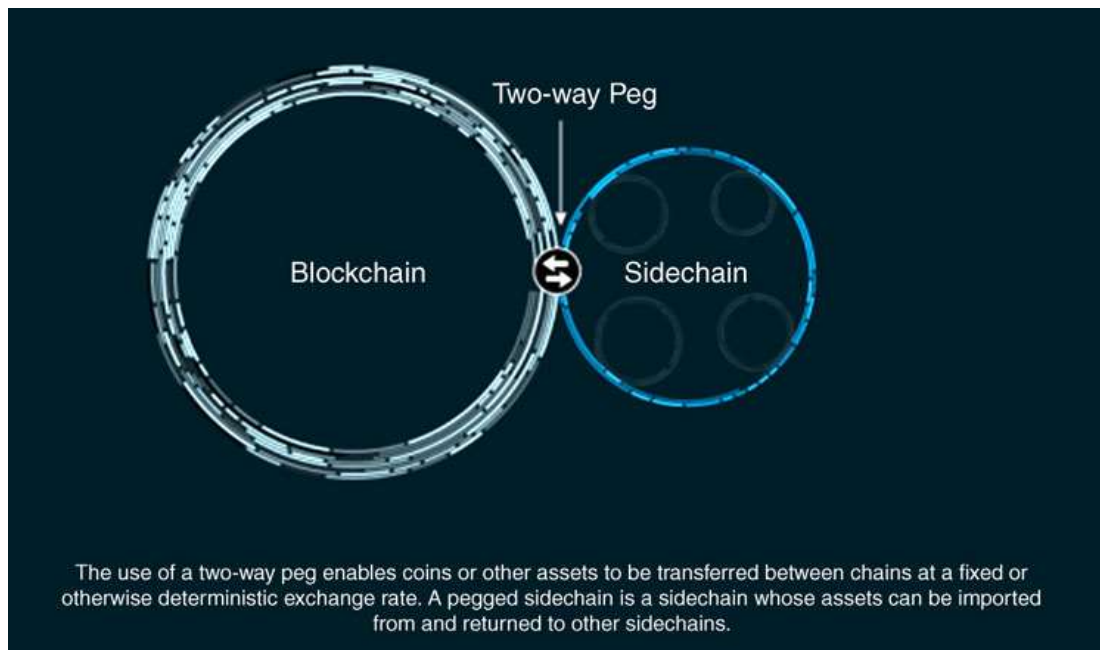 Two-way Peg
Blockchain
Sidechain
The use of a two-way peg enables coins or other assets to be transferred between chains at a fixed or
otherwise deterministic exchange rate. A pegged sidechain is a sidechain whose assets can be imported
from and returned to other sidechains.